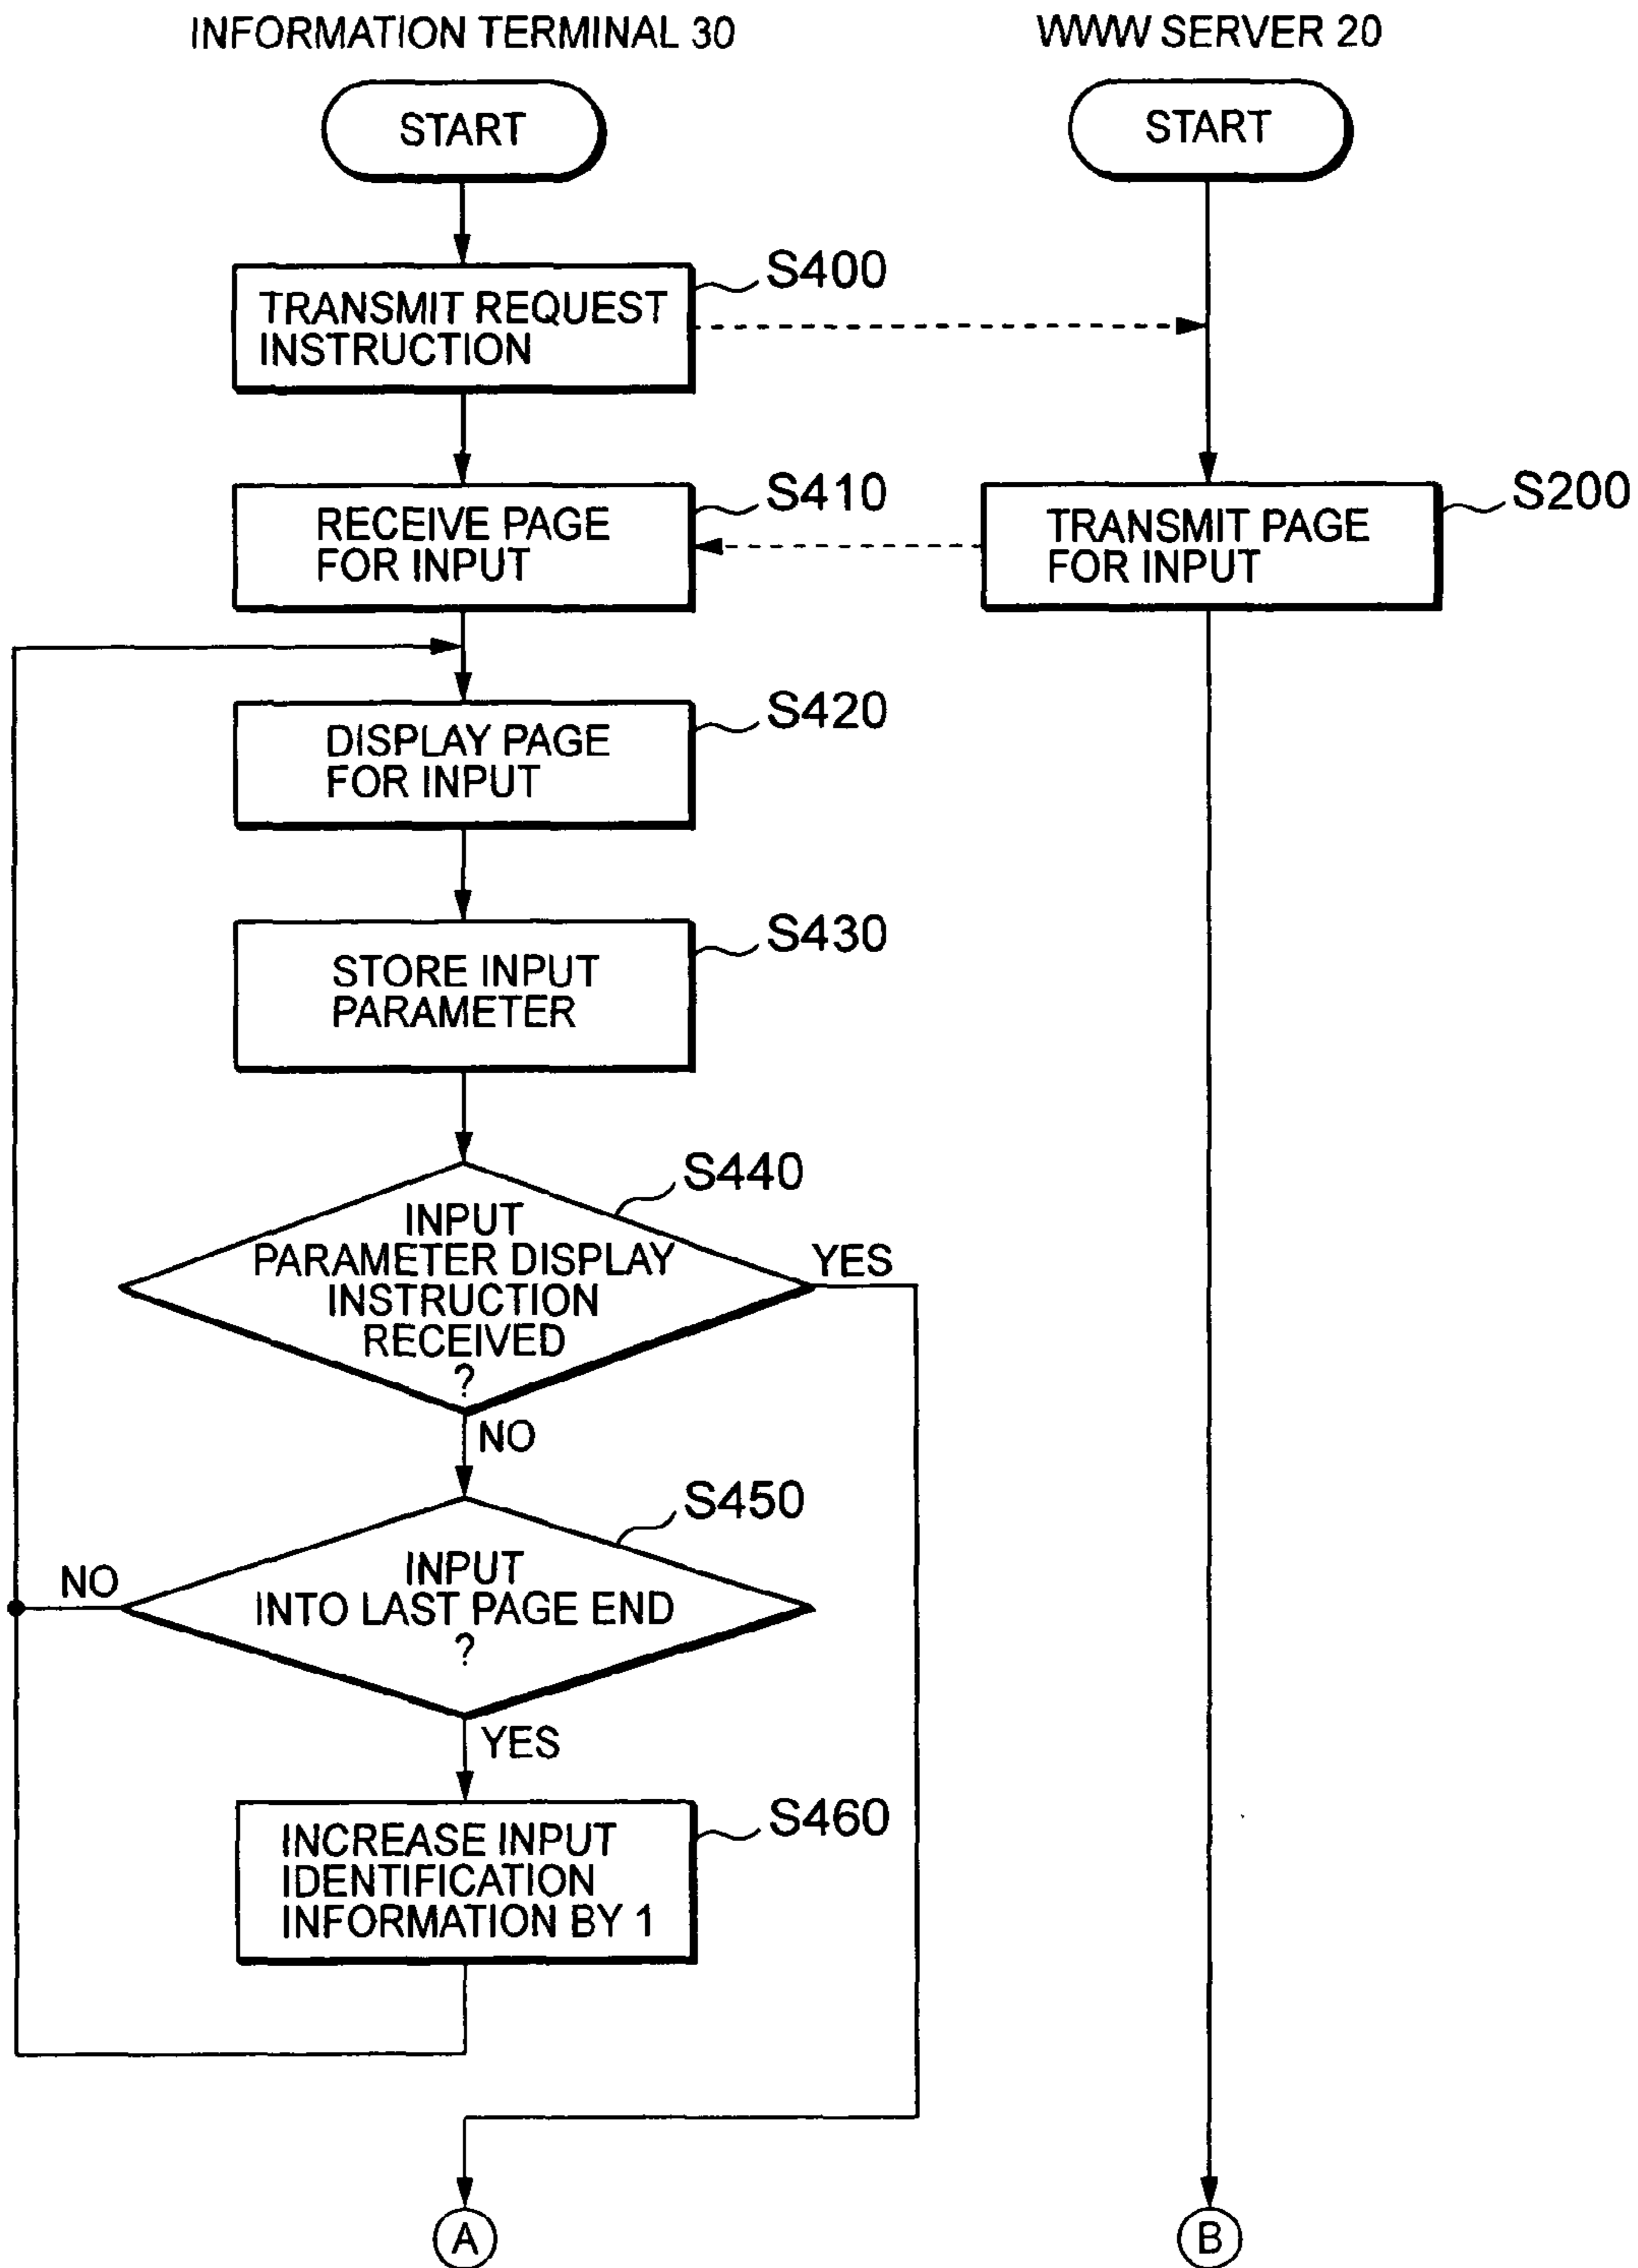 INFORMATION TERMINAL 30
WWW SERVER 20
START
START
S400
TRANSMIT REQUEST
INSTRUCTION
S410
RECEIVE PAGE
FOR INPUT
S200
TRANSMIT PAGE
FOR INPUT
S420
DISPLAY PAGE
FOR INPUT
S430
STORE INPUT
PARAMETER
S440
INPUT
PARAMETER DISPLAY
INSTRUCTION
RECEIVED
?
YES
NO
S450
INPUT
INTO LAST PAGE END
?
NO
YES
S460
INCREASE INPUT
IDENTIFICATION
INFORMATION BY 1
A
B